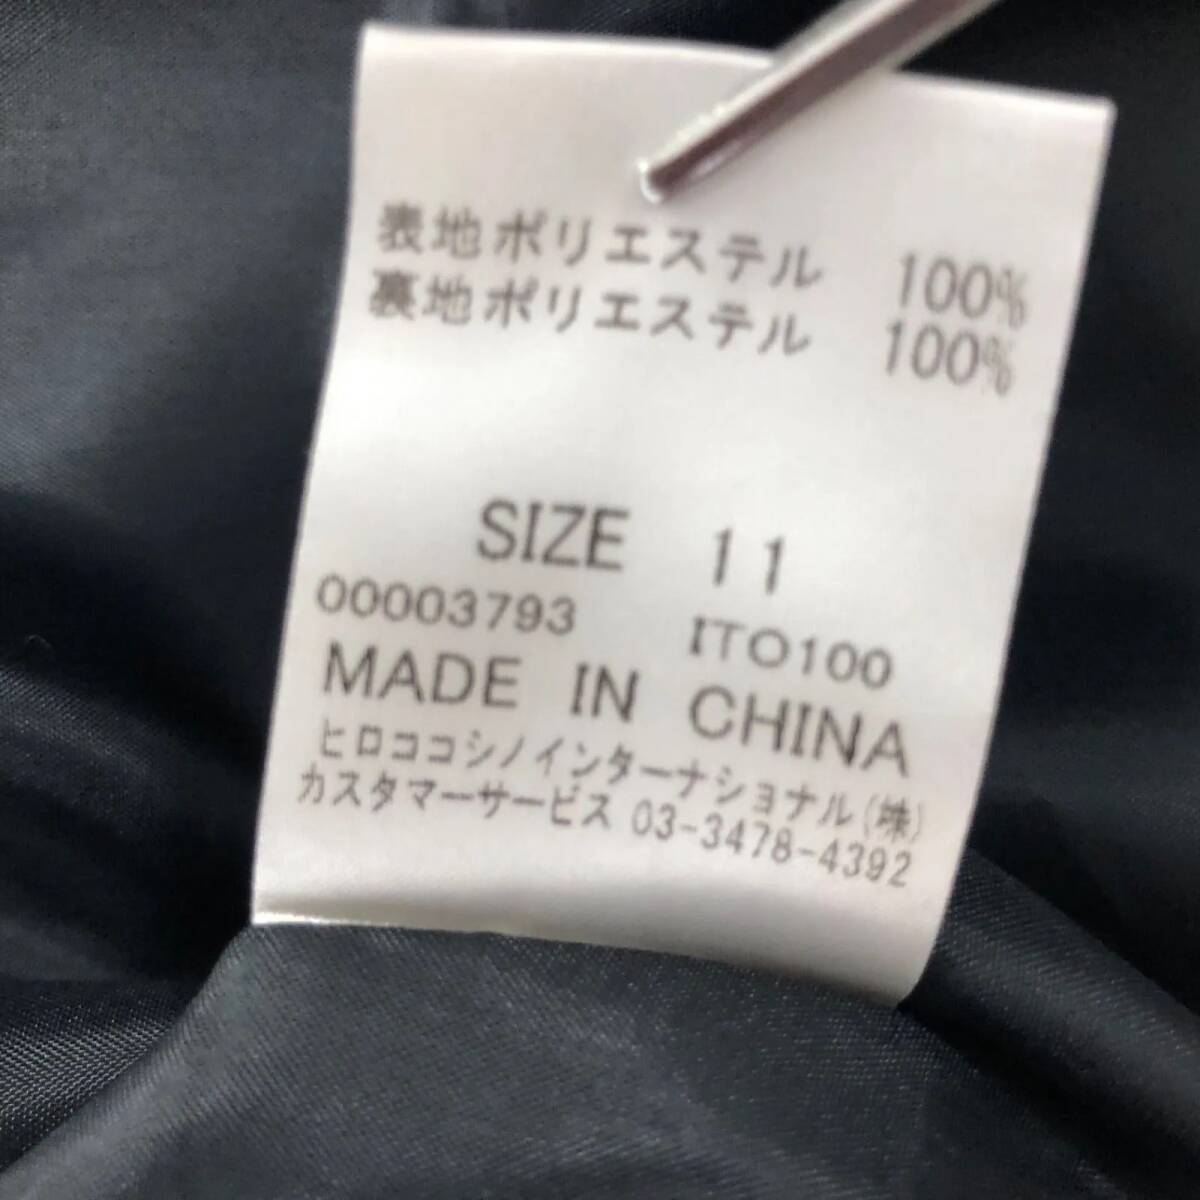 表地ポリエステル 100%
裏地ポリエステル 100%
SIZE 11
00003793 ITO100
MADE IN CHINA
ヒロココシノインターナショナル(株)
カスタマーサービス 03-3478-4392